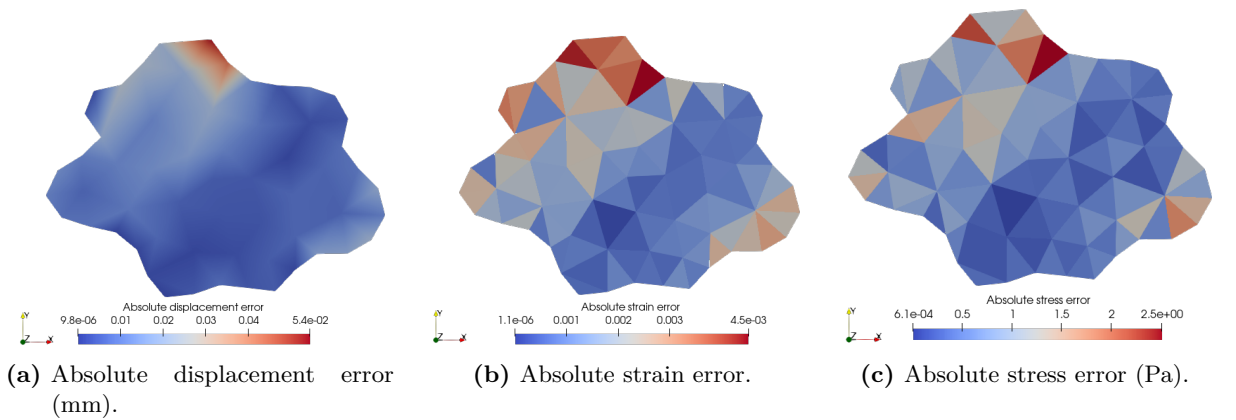 Absolute displacement error
9.8e-06 0.01 0.02 0.03 0.04 5.4e-02
Y
Z
X
(a) Absolute displacement error
(mm).
Absolute strain error
1.1e-06 0.001 0.002 0.003 4.5e-03
Y
Z
X
(b) Absolute strain error.
Absolute stress error
6.1e-04 0.5 1 1.5 2 2.5e+00
Y
Z
X
(c) Absolute stress error (Pa).